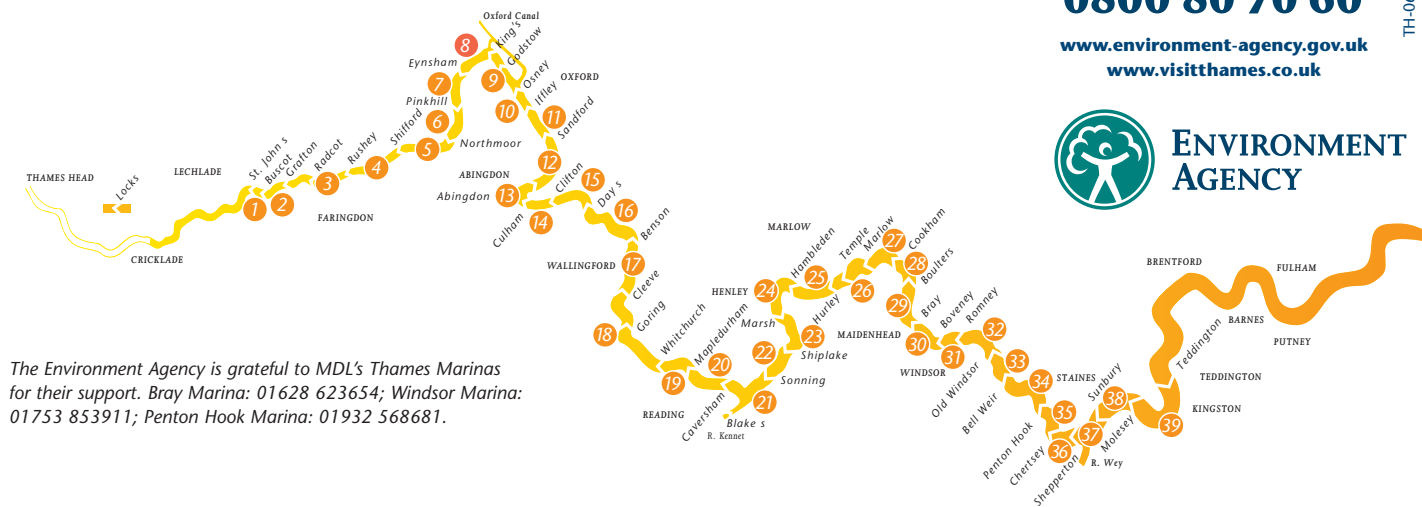 0800 80 70 60
www.environment-agency.gov.uk
www.visitthames.co.uk
ENVIRONMENT
AGENCY
Oxford Canal
King's
Godstow
Osney
OXFORD
Iffley
Sandford
Eynsham
Pinkhill
Northmoor
Shifford
Rushey
Radcot
Grafton
Buscot
St. John s
LECHLADE
THAMES HEAD
Locks
CRICKLADE
FARINGDON
1
2
3
4
5
6
7
8
9
10
11
12
13
14
15
16
17
18
19
20
21
22
23
24
25
26
27
28
29
30
31
32
33
34
35
36
37
38
39
ABINGDON
Abingdon
Culham
Clifton
Day s
Benson
WALLINGFORD
Cleeve
Goring
Whitchurch
Mapledurham
READING
Caversham
Blake s
R. Kennet
Sonning
Shiplake
Marsh
HENLEY
Hambleden
MARLOW
Hurley
Temple
Marlow
Cookham
Boulters
MAIDENHEAD
Bray
Boveney
Romney
WINDSOR
Old Windsor
Bell Weir
STAINES
Penton Hook
Chertsey
Shepperton
R. Wey
Sunbury
Molesey
Teddington
TEDDINGTON
KINGSTON
BRENTFORD
FULHAM
BARNES
PUTNEY
The Environment Agency is grateful to MDL's Thames Marinas
for their support. Bray Marina: 01628 623654; Windsor Marina:
01753 853911; Penton Hook Marina: 01932 568681.